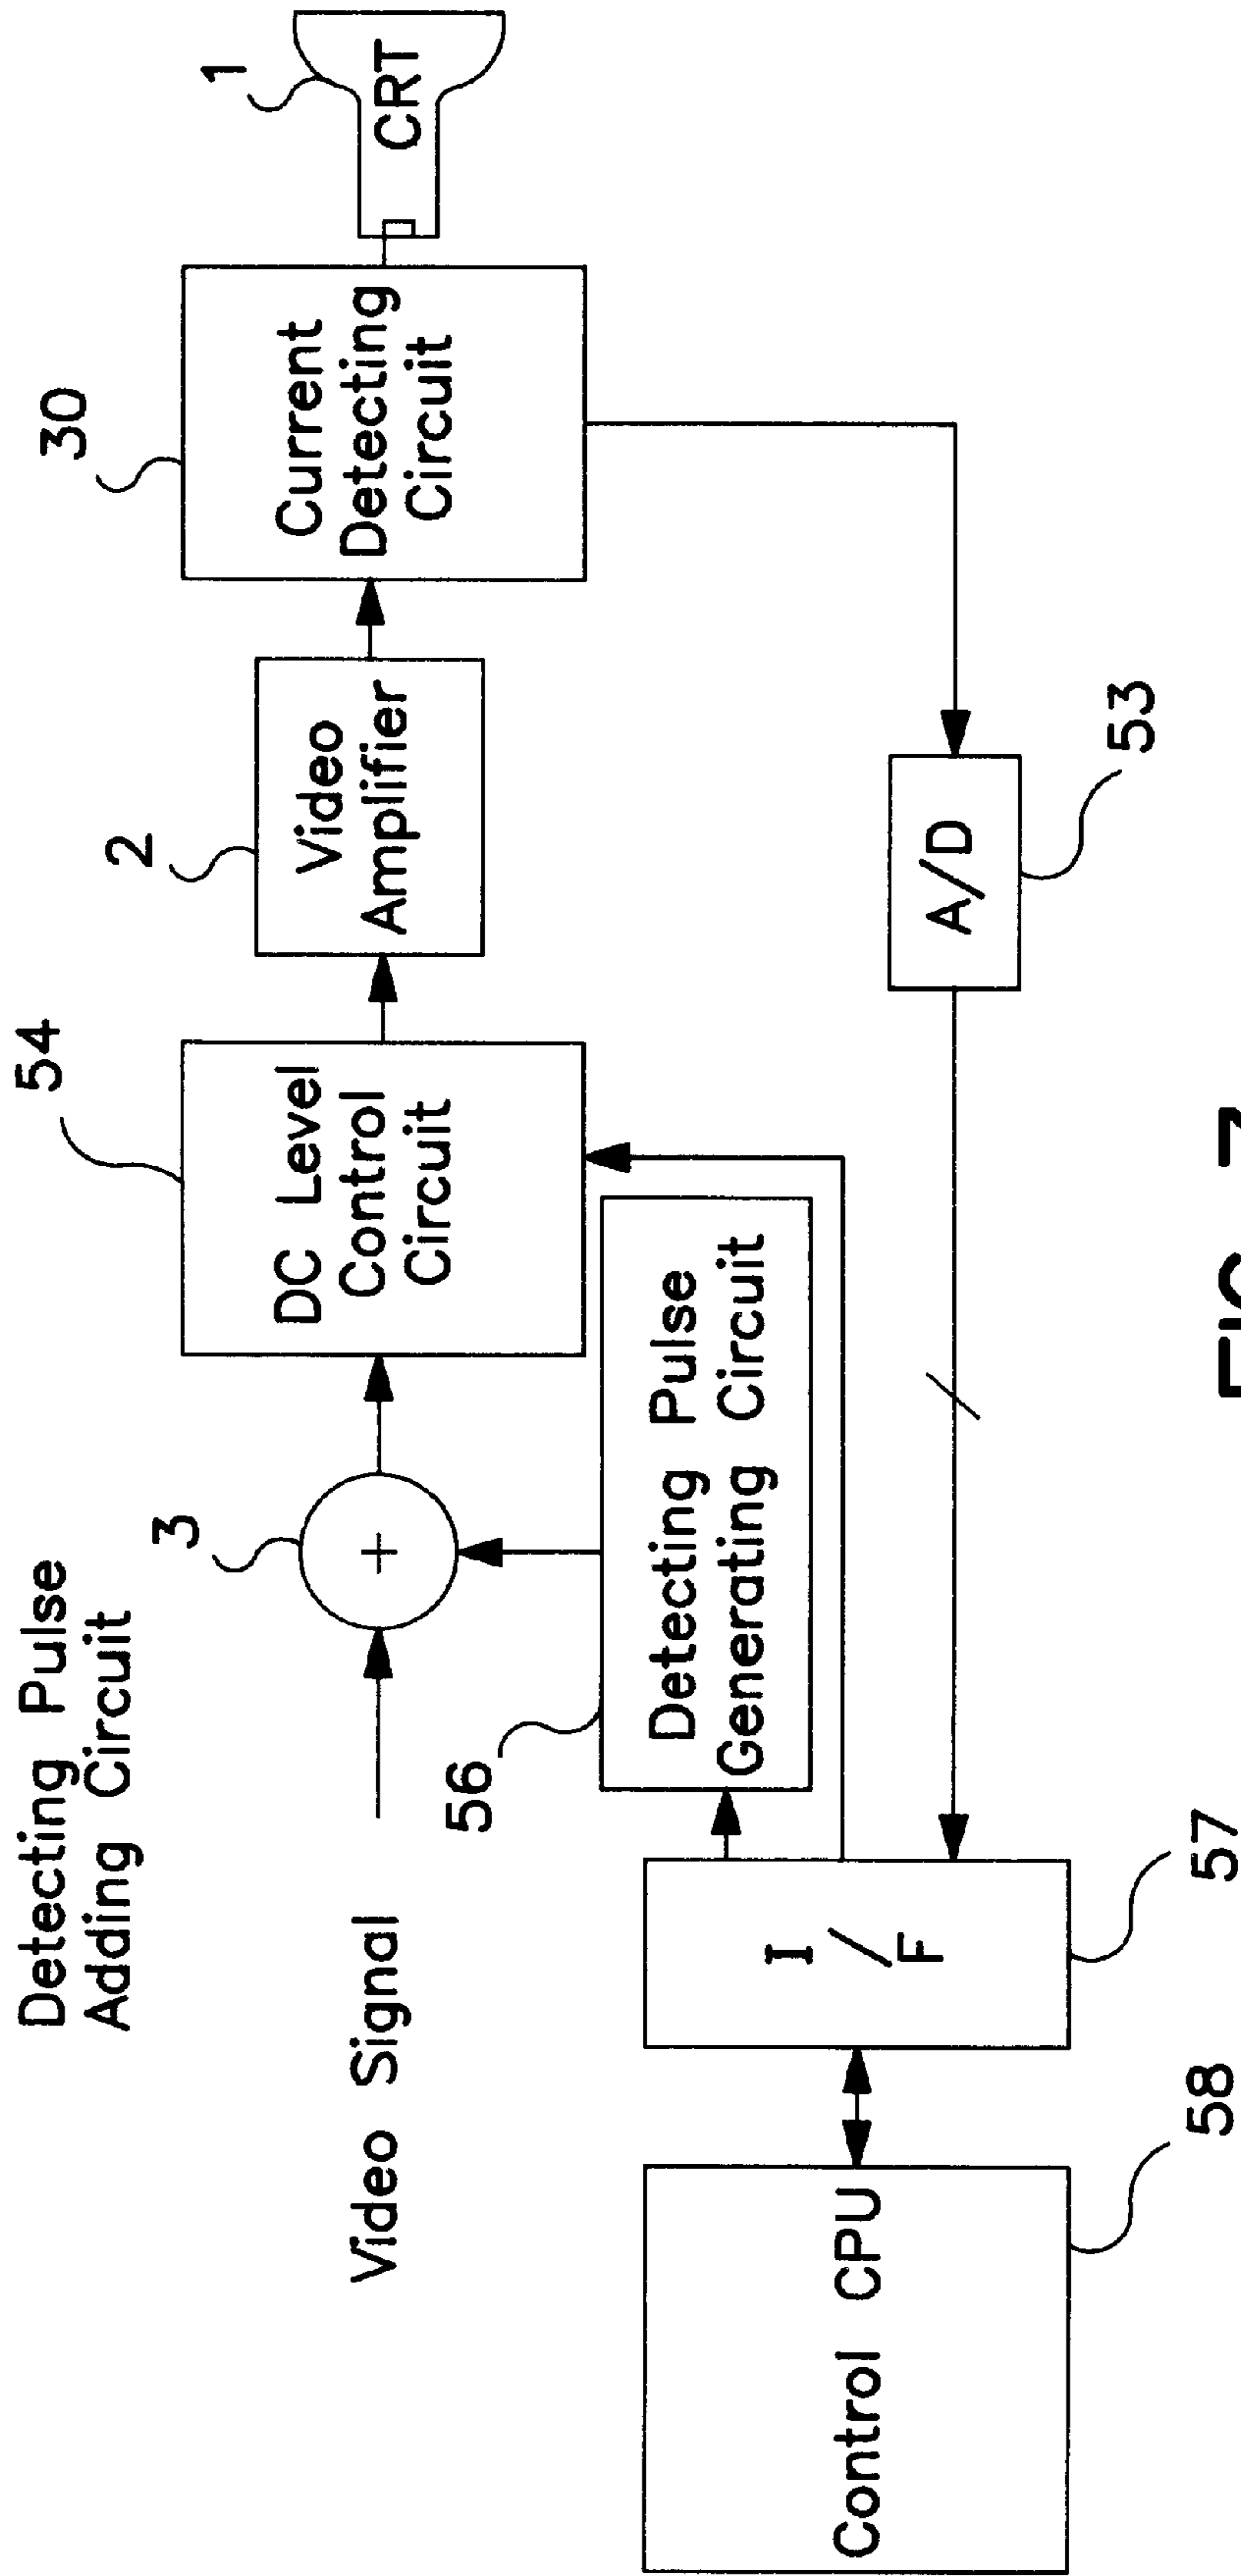 Detecting Pulse
Adding Circuit
3
54
2
30
1
Video Signal
+
DC Level
Control
Circuit
Video
Amplifier
Current
Detecting
Circuit
CRT
56
Detecting Pulse
Generating Circuit
Control CPU
I/F
A/D
58
57
53